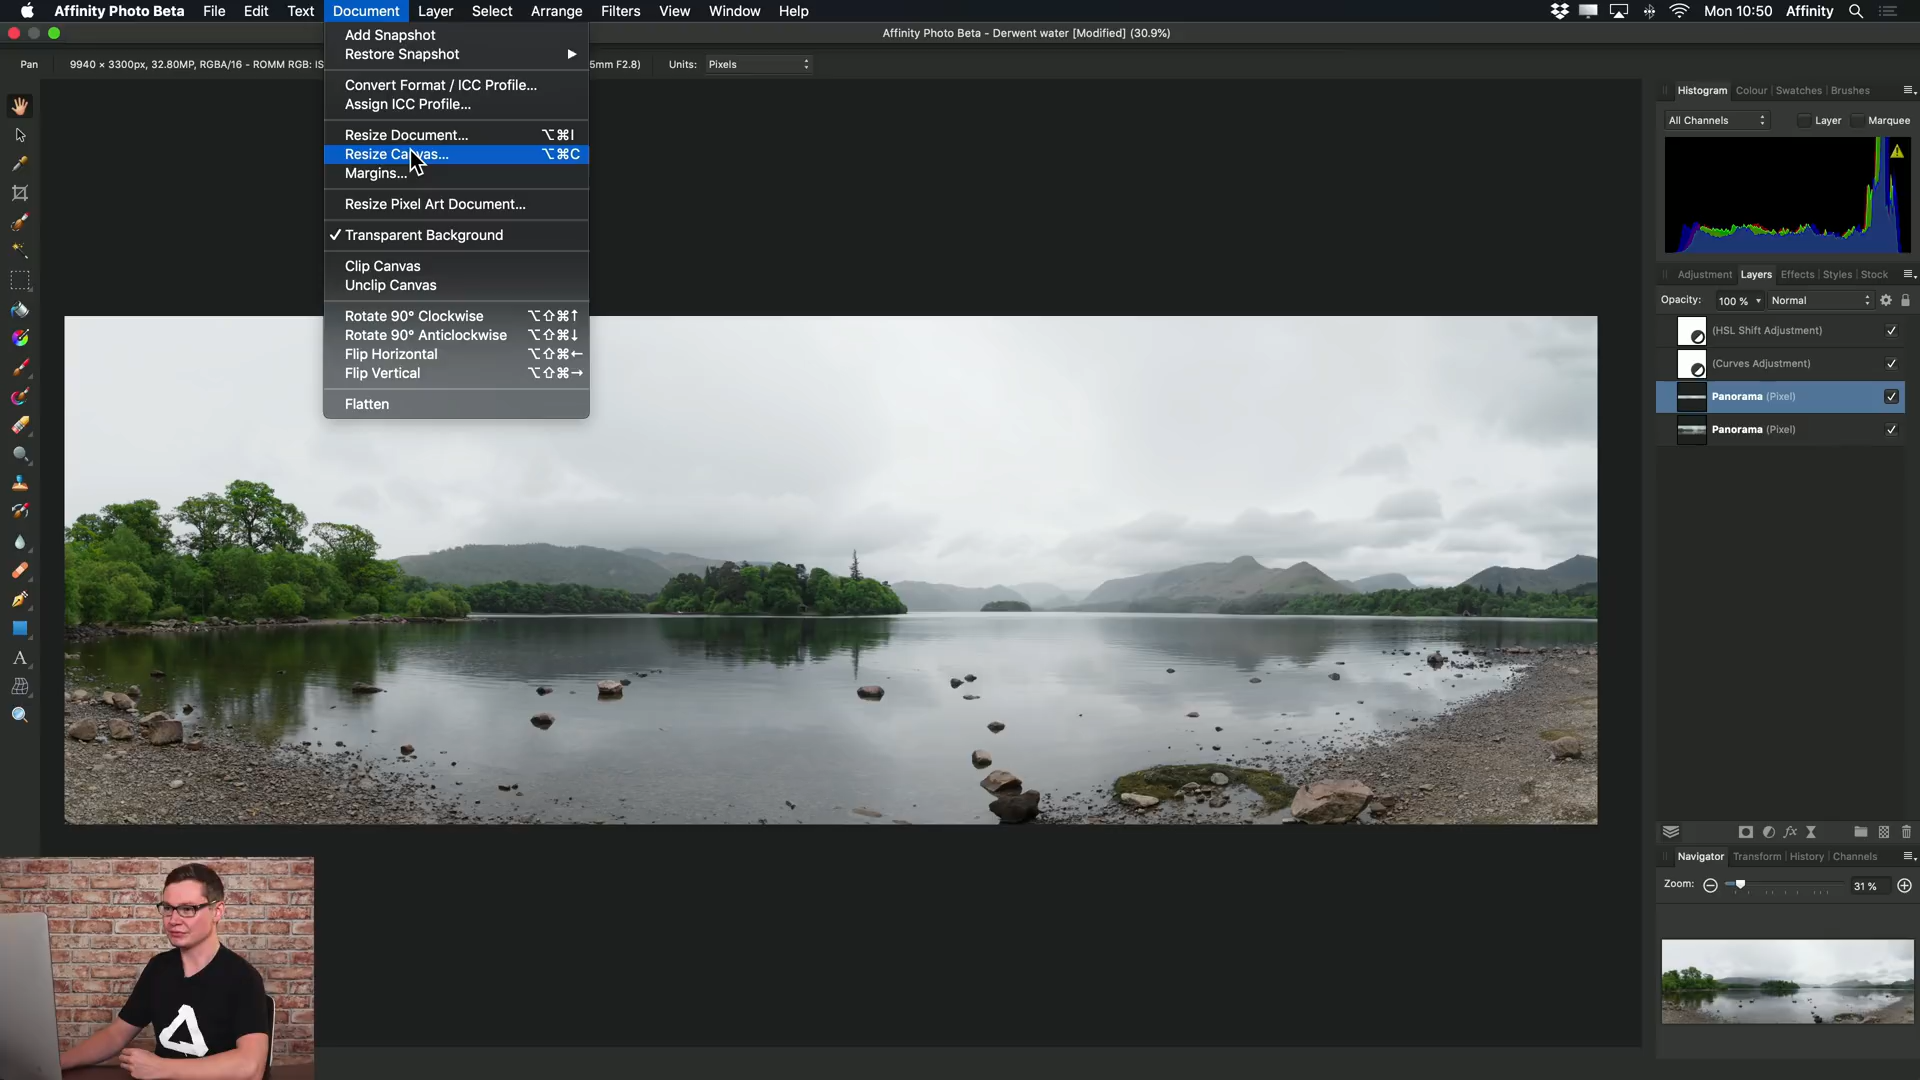 Affinity Photo Beta File Edit Text Document Layer Select Arrange Filters View Window Help Mon 10:50 Affinity
Affinity Photo Beta - Derwent water [Modified] (30.9%)
Pan 9940 × 3300px, 32.80MP, RGBA/16 - ROMM RGB: IS 5mm F2.8) Units: Pixels
Add Snapshot
Restore Snapshot
Convert Format / ICC Profile...
Assign ICC Profile...
Resize Document... ⌥⌘I
Resize Canvas... ⌥⌘C
Margins...
Resize Pixel Art Document...
✓ Transparent Background
Clip Canvas
Unclip Canvas
Rotate 90° Clockwise ⌥⇧⌘↑
Rotate 90° Anticlockwise ⌥⇧⌘↓
Flip Horizontal ⌥⇧⌘←
Flip Vertical ⌥⇧⌘→
Flatten
Histogram Colour Swatches Brushes
All Channels Layer Marquee
Adjustment Layers Effects Styles Stock
Opacity: 100 % Normal
(HSL Shift Adjustment)
(Curves Adjustment)
Panorama (Pixel)
Panorama (Pixel)
Navigator Transform History Channels
Zoom: 31 %